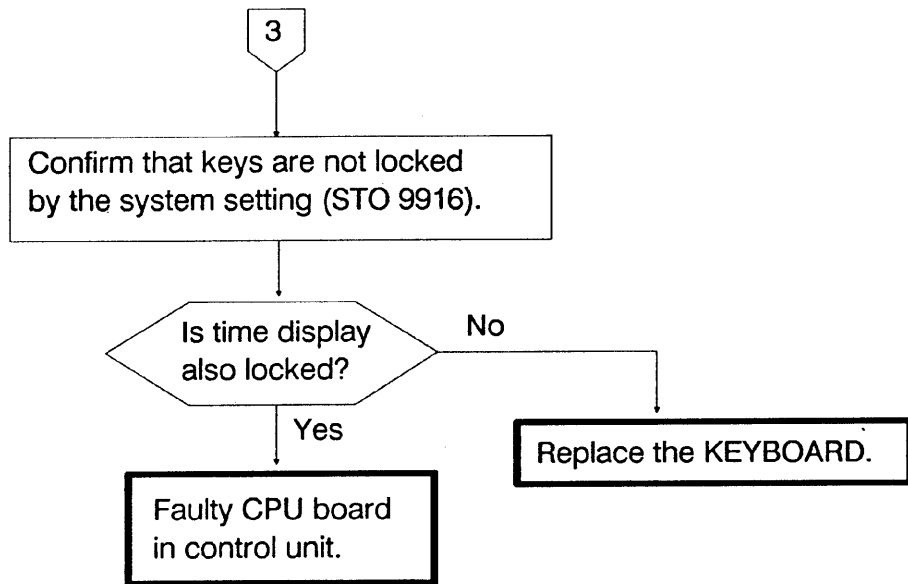 3
Confirm that keys are not locked
by the system setting (STO 9916).
Is time display
also locked?
No
Yes
Replace the KEYBOARD.
Faulty CPU board
in control unit.